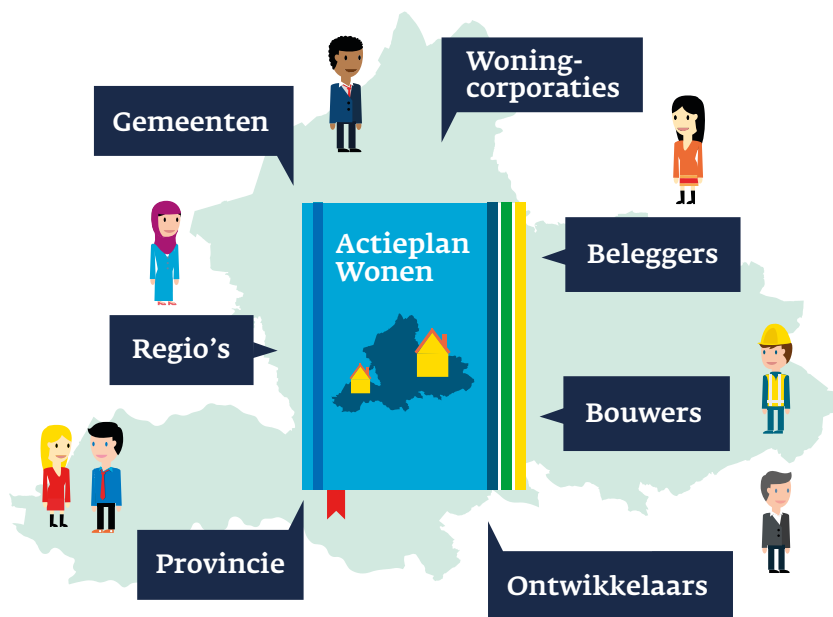 Woning-
corporaties
Gemeenten
Actieplan
Wonen
Beleggers
Regio's
Bouwers
Provincie
Ontwikkelaars